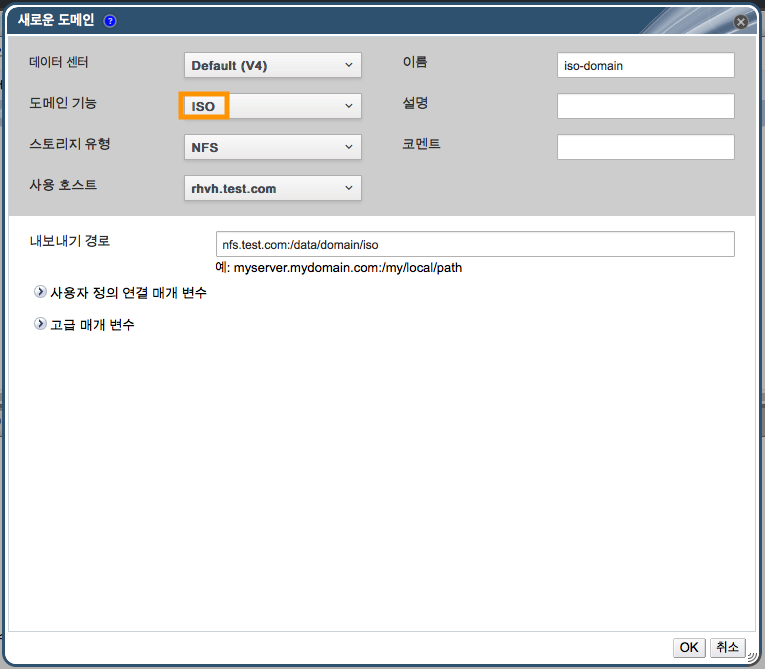 새로운 도메인 ?
데이터 센터 Default (V4) 이름 iso-domain
도메인 기능 ISO 설명
스토리지 유형 NFS 코멘트
사용 호스트 rhvh.test.com
내보내기 경로 nfs.test.com:/data/domain/iso
예: myserver.mydomain.com:/my/local/path
사용자 정의 연결 매개 변수
고급 매개 변수
OK 취소